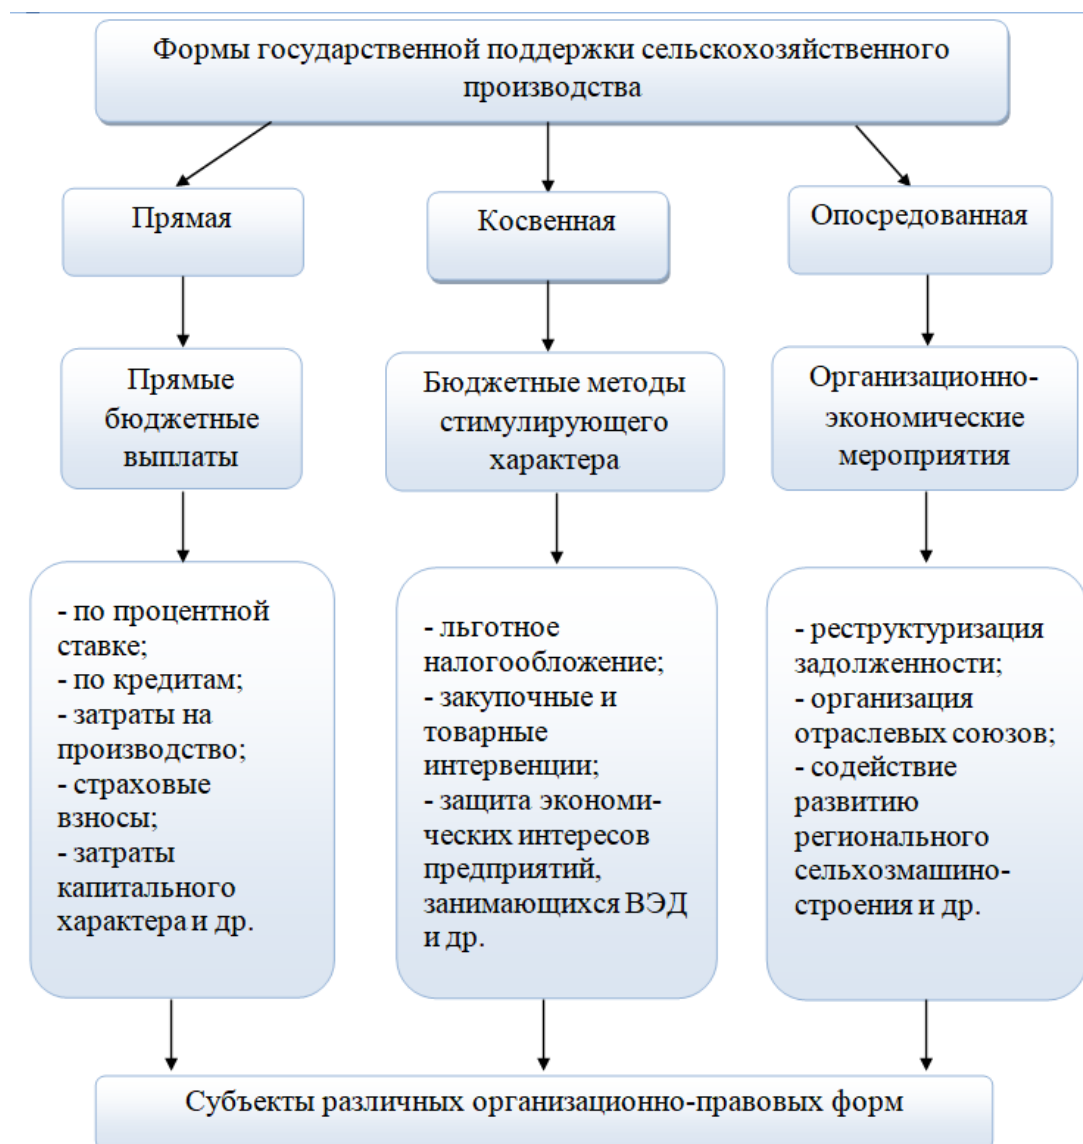 Формы государственной поддержки сельскохозяйственного
производства
Прямая
Косвенная
Опосредованная
Прямые
бюджетные
выплаты
Бюджетные методы
стимулирующего
характера
Организационно-
экономические
мероприятия
- по процентной
ставке;
- по кредитам;
- затраты на
производство;
- страховые
взносы;
- затраты
капитального
характера и др.
- льготное
налогообложение;
- закупочные и
товарные
интервенции;
- защита экономи-
ческих интересов
предприятий,
занимающихся ВЭД
и др.
- реструктуризация
задолженности;
- организация
отраслевых союзов;
- содействие
развитию
регионального
сельхозмашино-
строения и др.
Субъекты различных организационно-правовых форм